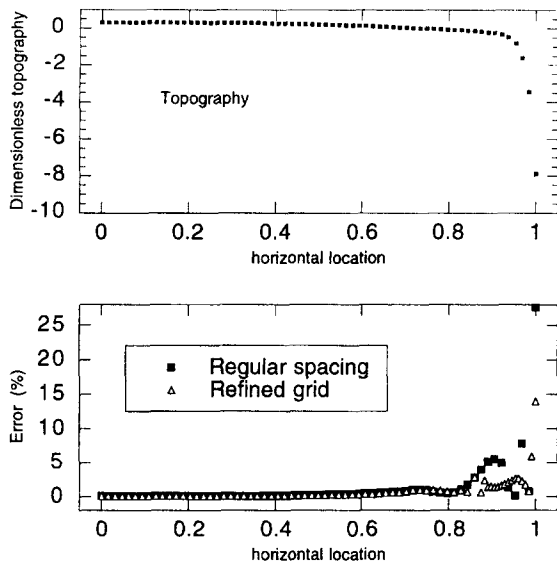 0
-2
-4
-6
-8
-10
Dimensionless topography
Topography
0 0.2 0.4 0.6 0.8 1
horizontal location
25
20
15
10
5
0
Error (%)
Regular spacing
Refined grid
0 0.2 0.4 0.6 0.8 1
horizontal location